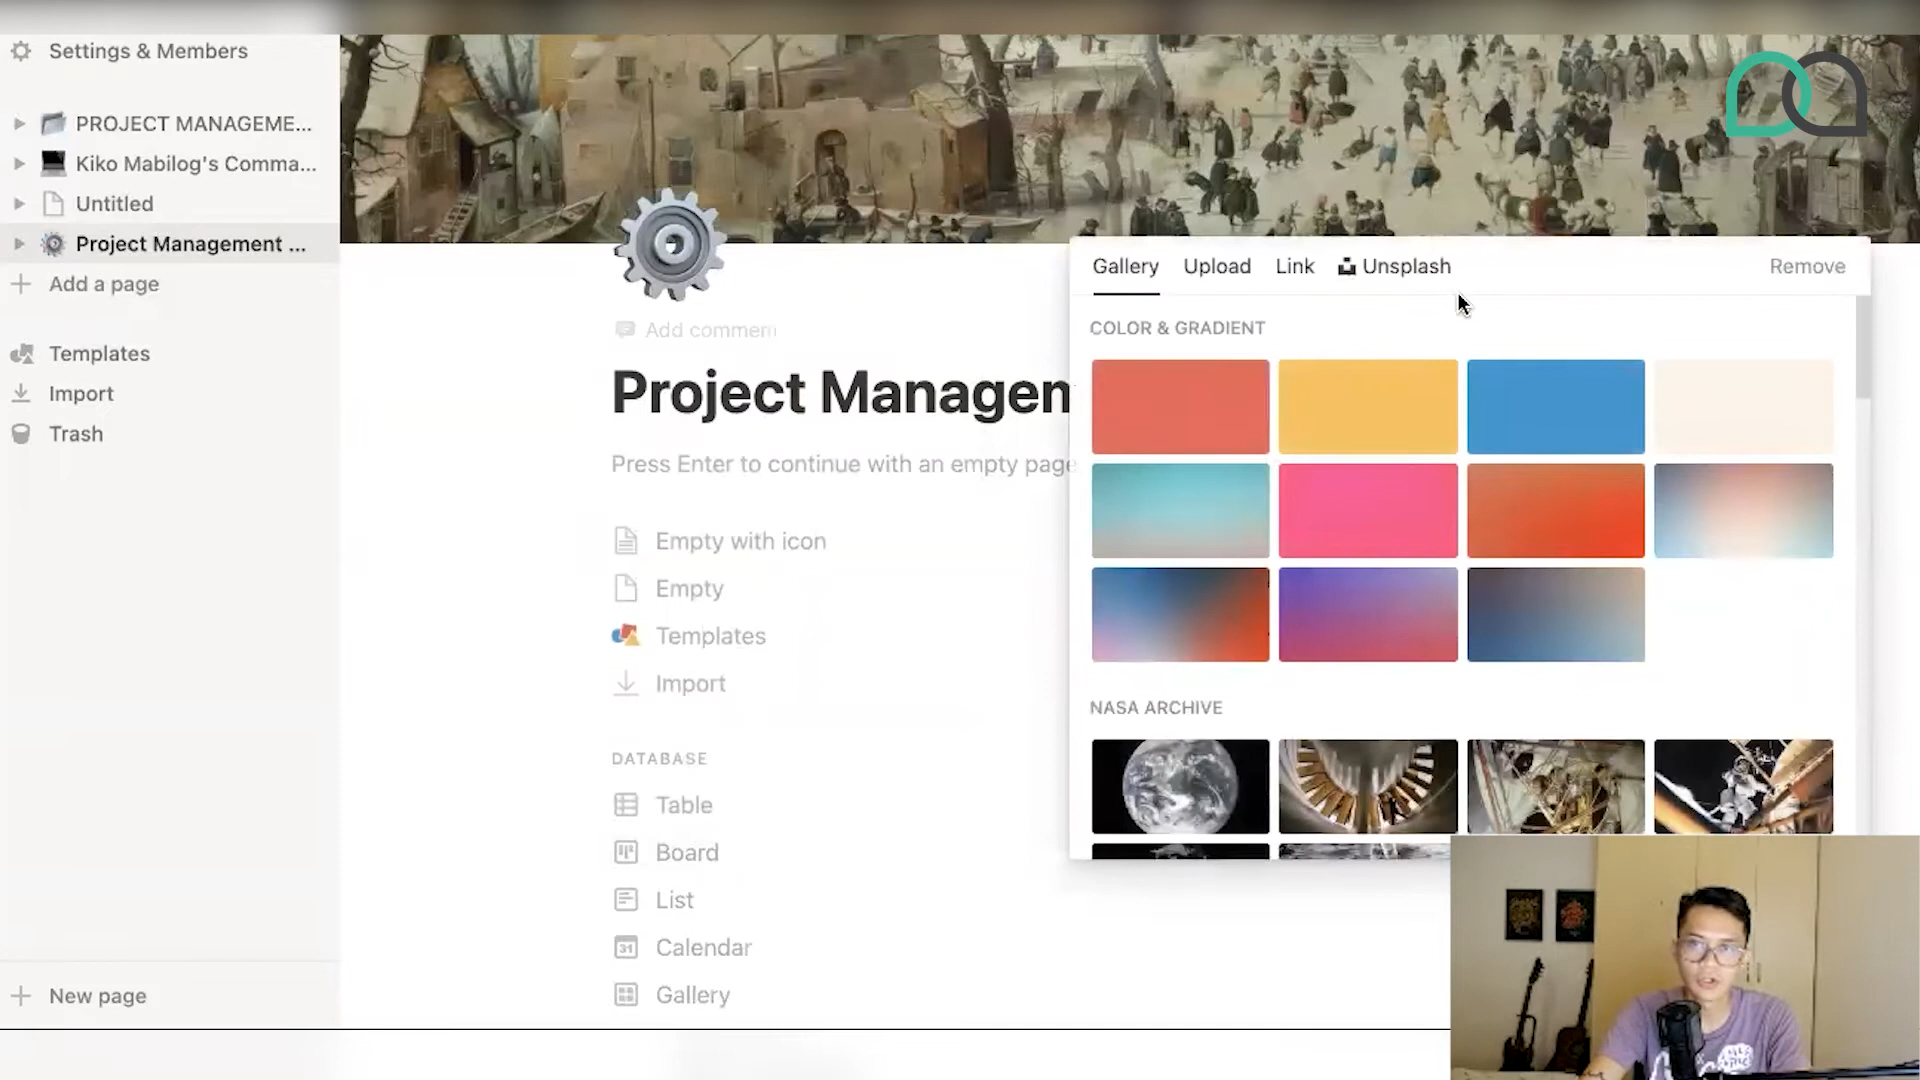 Settings & Members
PROJECT MANAGEME...
Kiko Mabilog's Comma...
Untitled
Project Management ...
Add a page
Templates
Import
Trash
New page
Add comment
Project Managem
Press Enter to continue with an empty page
Empty with icon
Empty
Templates
Import
DATABASE
Table
Board
List
Calendar
Gallery
Gallery Upload Link Unsplash Remove
COLOR & GRADIENT
NASA ARCHIVE